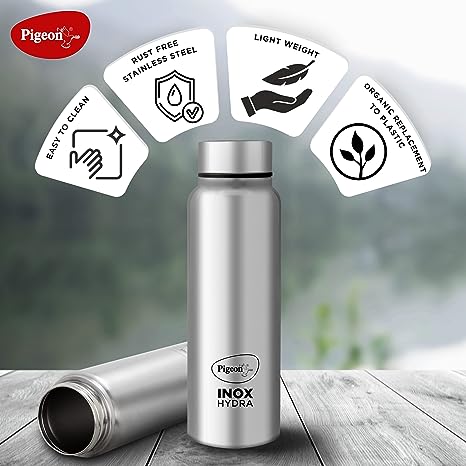 Pigeon
EASY TO CLEAN
RUST FREE
STAINLESS STEEL
LIGHT WEIGHT
ORGANIC REPLACEMENT
TO PLASTIC
Pigeon
INOX
HYDRA